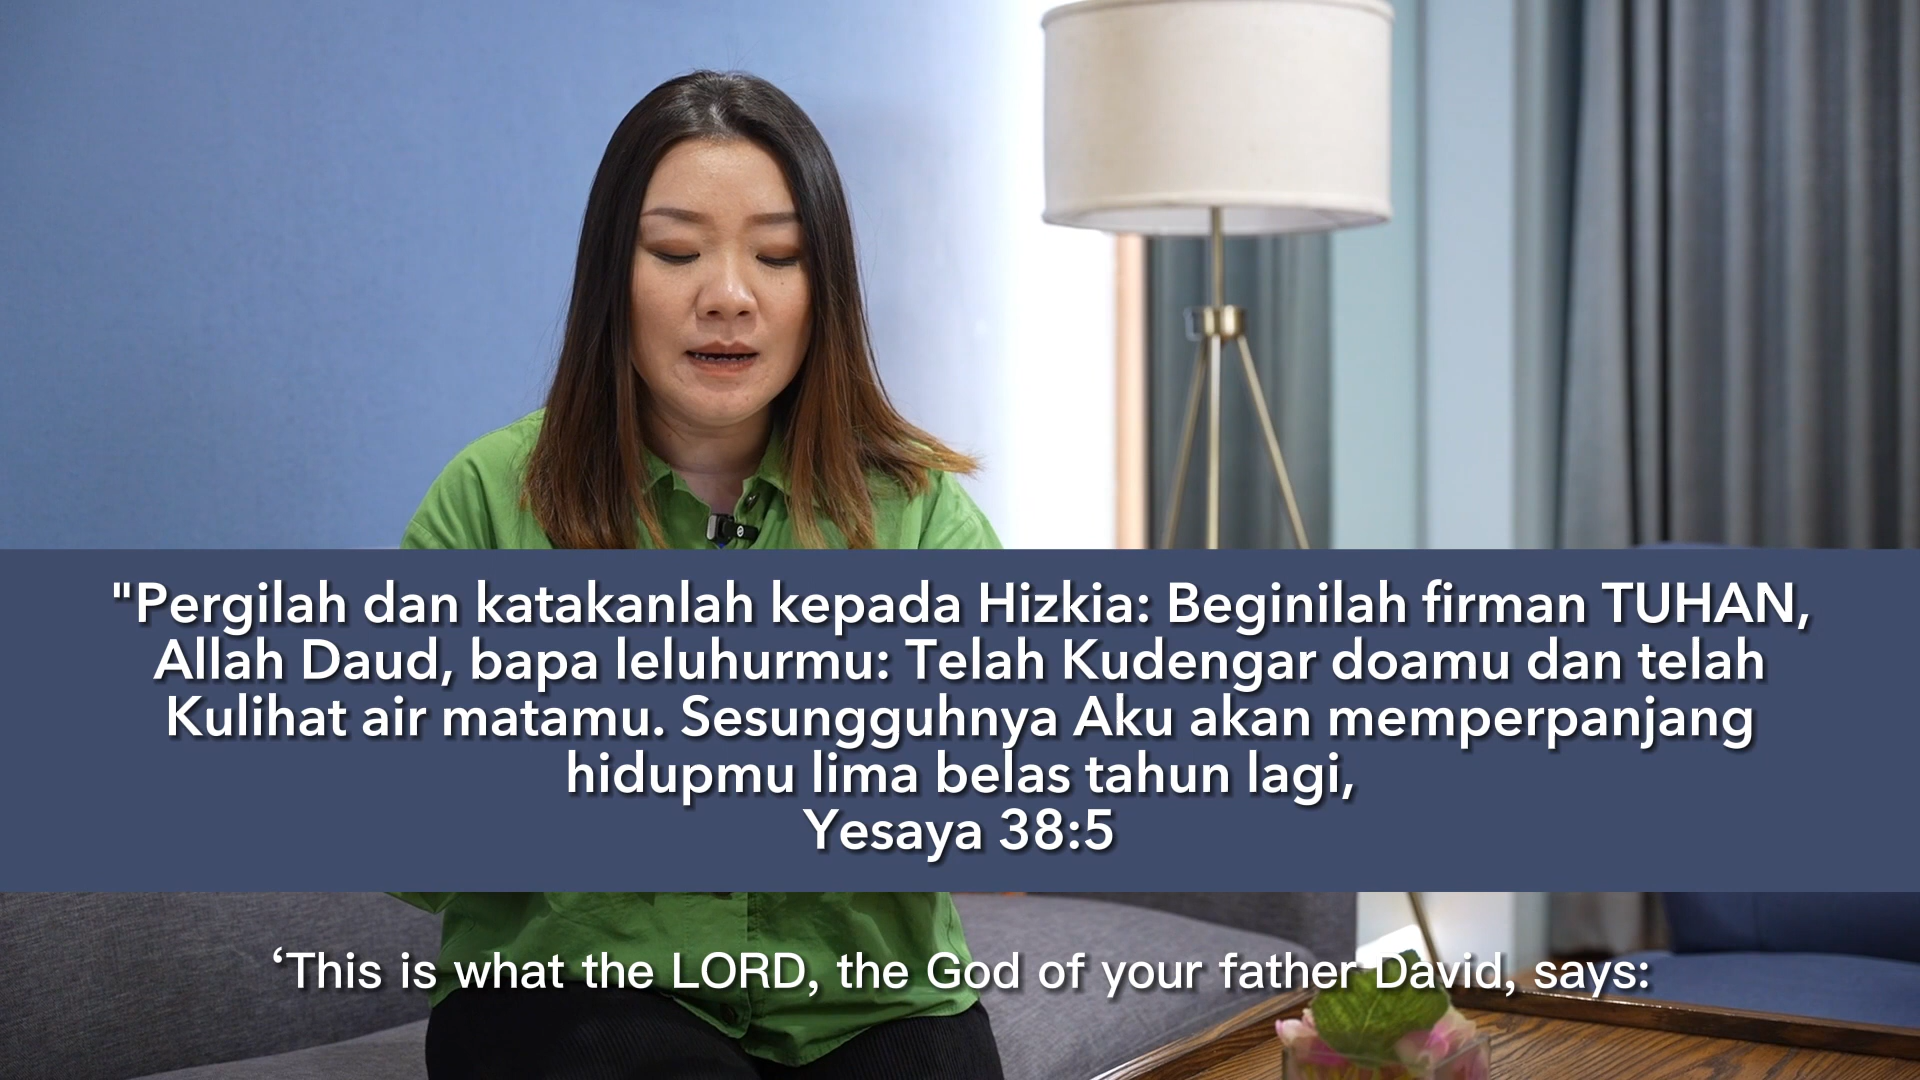 "Pergilah dan katakanlah kepada Hizkia: Beginilah firman TUHAN,
Allah Daud, bapa leluhurmu: Telah Kudengar doamu dan telah
Kulihat air matamu. Sesungguhnya Aku akan memperpanjang
hidupmu lima belas tahun lagi,
Yesaya 38:5
‘This is what the LORD, the God of your father David, says: